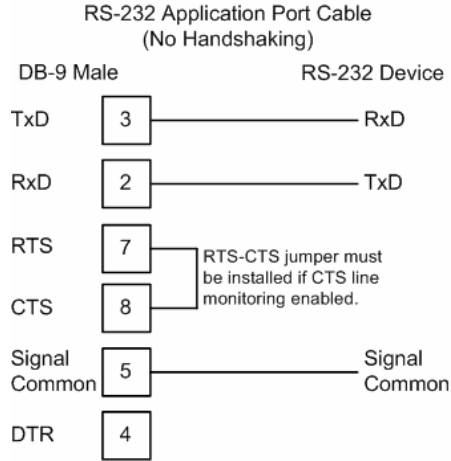 RS-232 Application Port Cable
(No Handshaking)
DB-9 Male
RS-232 Device
TxD
3
RxD
RxD
2
TxD
RTS
7
RTS-CTS jumper must
be installed if CTS line
monitoring enabled.
CTS
8
Signal
Common
5
Signal
Common
DTR
4